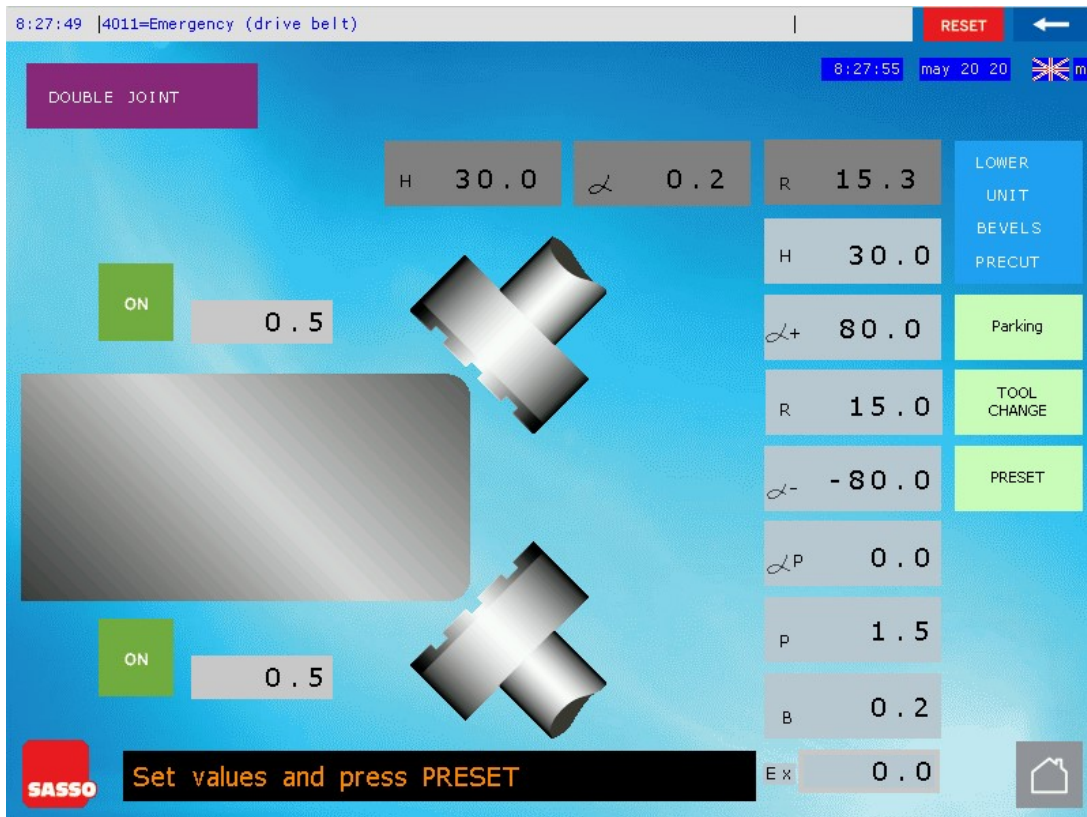 8:27:49 |4011=Emergency (drive belt) |
RESET
8:27:55 may 20 20 m
DOUBLE JOINT
H 30.0 α 0.2 R 15.3
LOWER
UNIT
BEVELS
PRECUT
H 30.0
ON
0.5
α+ 80.0
Parking
R 15.0
TOOL
CHANGE
α- -80.0
PRESET
αP 0.0
P 1.5
ON
0.5
B 0.2
SASSO
Set values and press PRESET
Ex 0.0